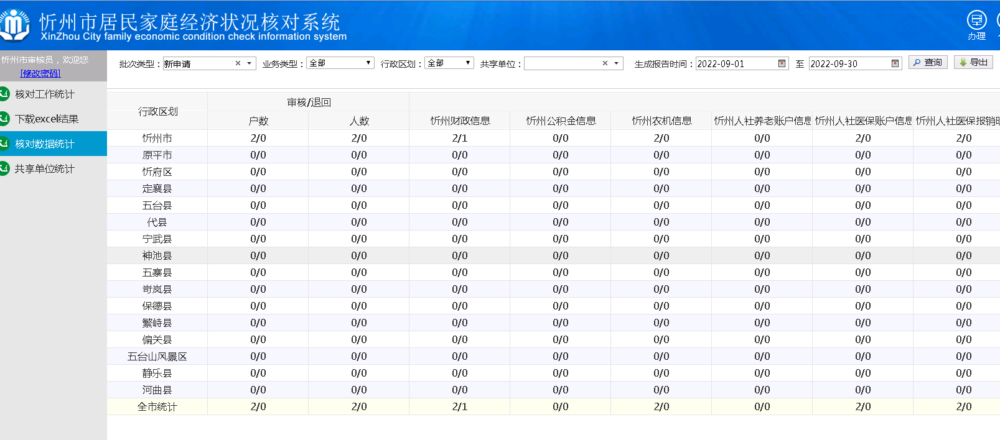 忻州市居民家庭经济状况核对系统
XinZhou City family economic condition check information system
办理
忻州市审核员，欢迎您
[修改密码]
核对工作统计
下载excel结果
核对数据统计
共享单位统计
批次类型： 新申请 业务类型： 全部 行政区划： 全部 共享单位： 生成报告时间： 2022-09-01 至 2022-09-30 查询 导出
行政区划 审核/退回
户数 人数 忻州财政信息 忻州公积金信息 忻州农机信息 忻州人社养老账户信息 忻州人社医保账户信息 忻州人社医保报销明
忻州市 2/0 2/0 2/1 0/0 2/0 0/0 2/0 2/0
原平市 0/0 0/0 0/0 0/0 0/0 0/0 0/0 0/0
忻府区 0/0 0/0 0/0 0/0 0/0 0/0 0/0 0/0
定襄县 0/0 0/0 0/0 0/0 0/0 0/0 0/0 0/0
五台县 0/0 0/0 0/0 0/0 0/0 0/0 0/0 0/0
代县 0/0 0/0 0/0 0/0 0/0 0/0 0/0 0/0
宁武县 0/0 0/0 0/0 0/0 0/0 0/0 0/0 0/0
神池县 0/0 0/0 0/0 0/0 0/0 0/0 0/0 0/0
五寨县 0/0 0/0 0/0 0/0 0/0 0/0 0/0 0/0
岢岚县 0/0 0/0 0/0 0/0 0/0 0/0 0/0 0/0
保德县 0/0 0/0 0/0 0/0 0/0 0/0 0/0 0/0
繁峙县 0/0 0/0 0/0 0/0 0/0 0/0 0/0 0/0
偏关县 0/0 0/0 0/0 0/0 0/0 0/0 0/0 0/0
五台山风景区 0/0 0/0 0/0 0/0 0/0 0/0 0/0 0/0
静乐县 0/0 0/0 0/0 0/0 0/0 0/0 0/0 0/0
河曲县 0/0 0/0 0/0 0/0 0/0 0/0 0/0 0/0
全市统计 2/0 2/0 2/1 0/0 2/0 0/0 2/0 2/0